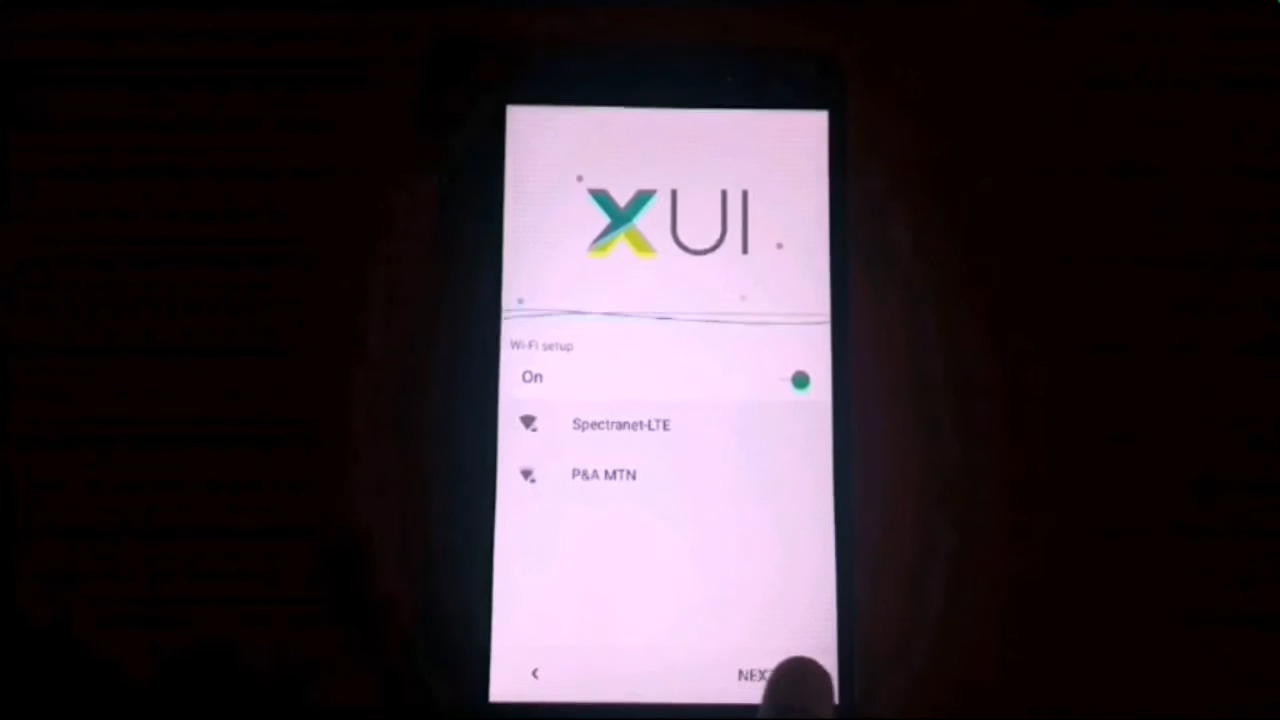 XUI
Wi-Fi setup
On
Spectranet-LTE
P&A MTN
NEXT